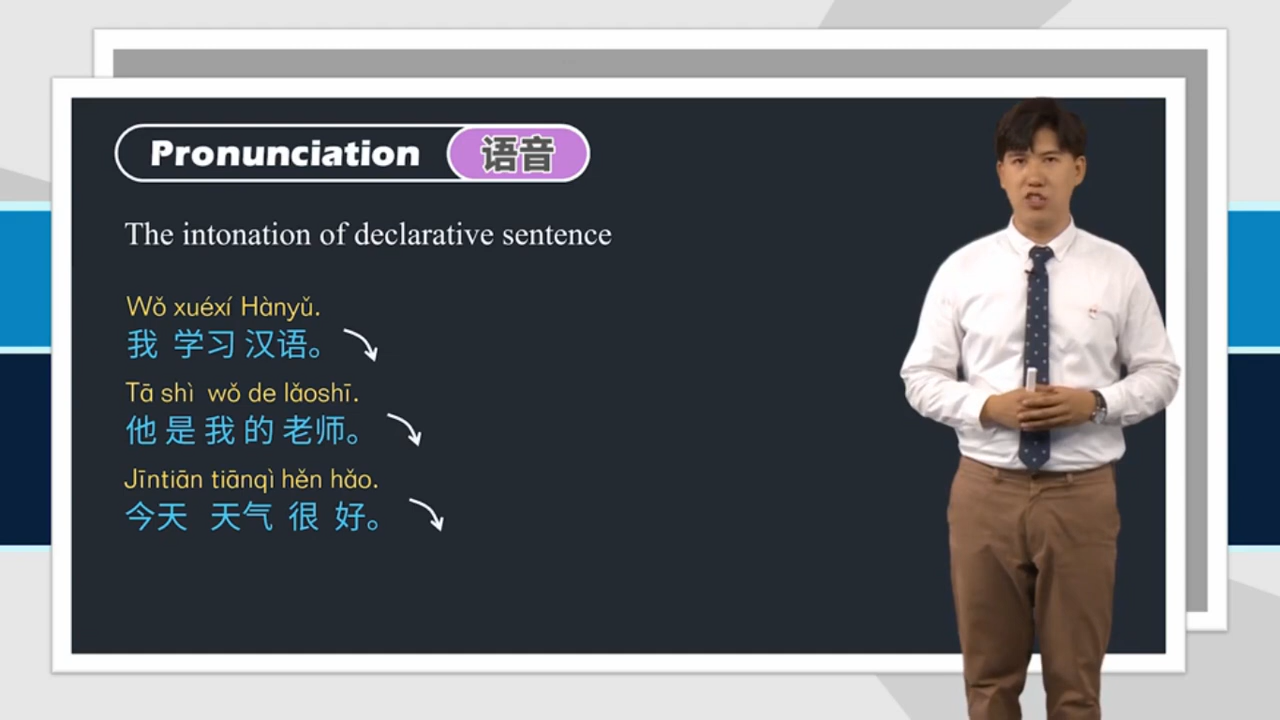 Pronunciation 语音
The intonation of declarative sentence
Wǒ xuéxí Hànyǔ.
我 学习 汉语。
Tā shì wǒ de lǎoshī.
他 是 我 的 老师。
Jīntiān tiānqì hěn hǎo.
今天 天气 很 好。